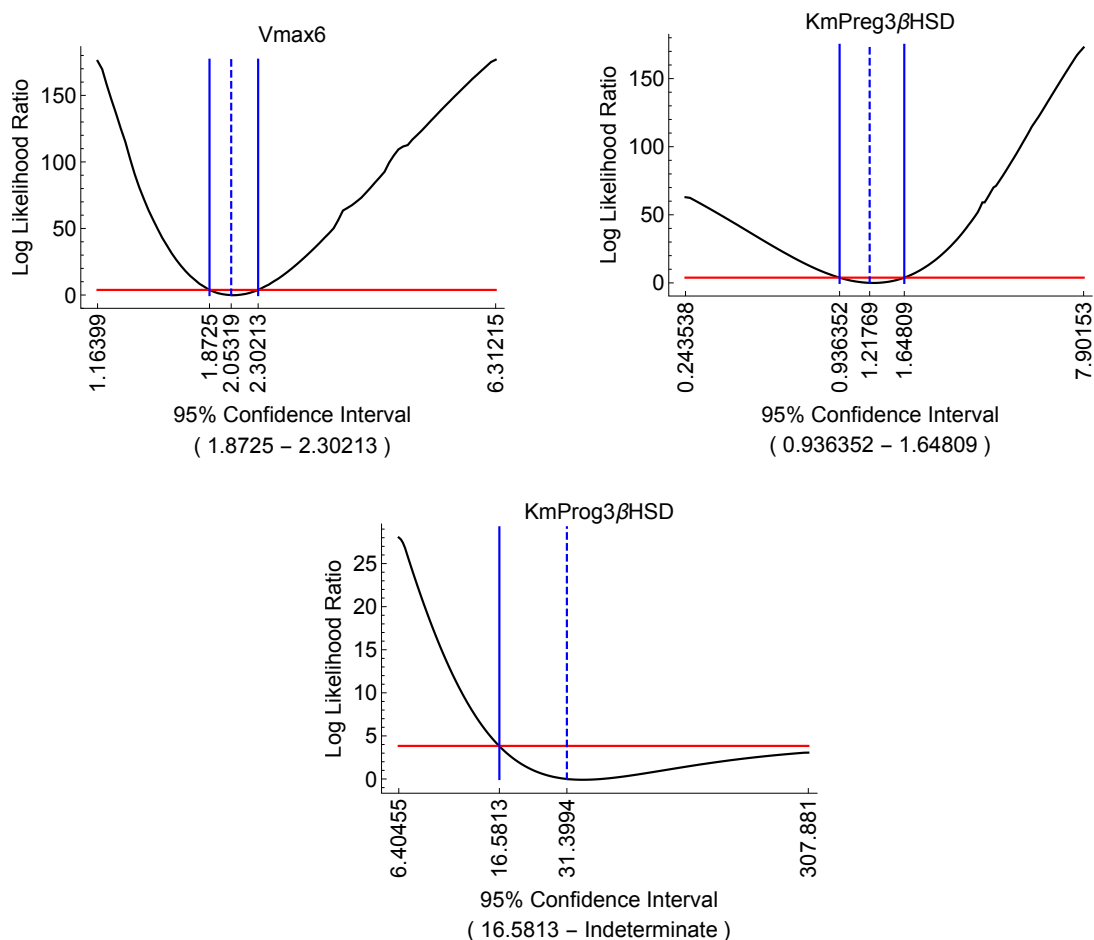 Vmax6
Log Likelihood Ratio
150
100
50
0
1.16399
1.8725
2.05319
2.30213
6.31215
95% Confidence Interval
( 1.8725 – 2.30213 )
KmPreg3βHSD
Log Likelihood Ratio
150
100
50
0
0.243538
0.936352
1.21769
1.64809
7.90153
95% Confidence Interval
( 0.936352 – 1.64809 )
KmProg3βHSD
Log Likelihood Ratio
25
20
15
10
5
0
6.40455
16.5813
31.3994
307.881
95% Confidence Interval
( 16.5813 – Indeterminate )